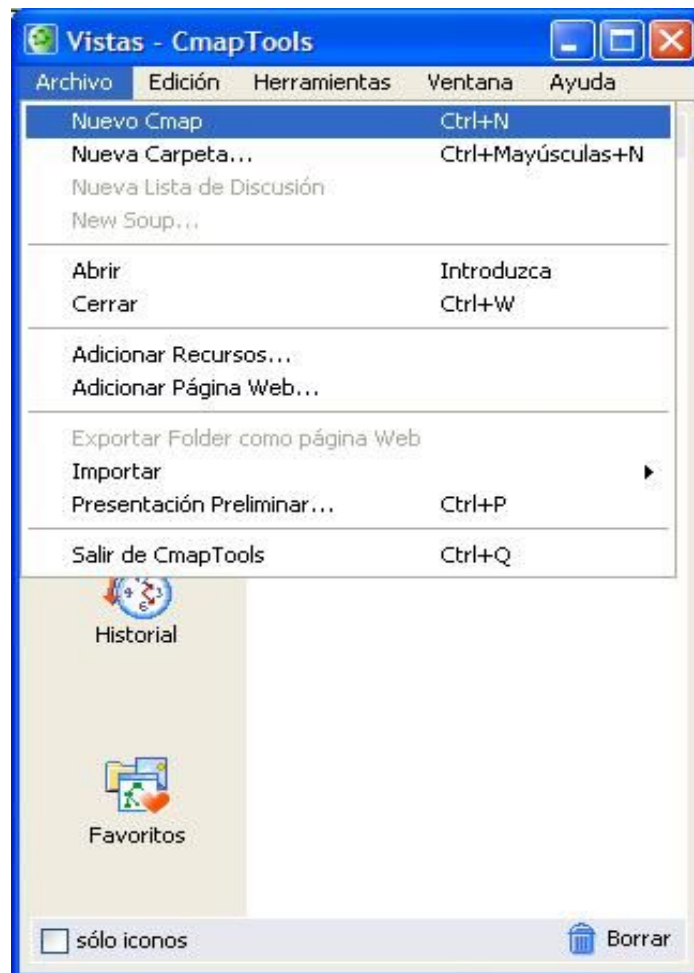 Vistas - CmapTools
Archivo Edición Herramientas Ventana Ayuda
Nuevo Cmap Ctrl+N
Nueva Carpeta... Ctrl+Mayúsculas+N
Nueva Lista de Discusión
New Soup...
Abrir Introduzca
Cerrar Ctrl+W
Adicionar Recursos...
Adicionar Página Web...
Exportar Folder como página Web
Importar
Presentación Preliminar... Ctrl+P
Salir de CmapTools Ctrl+Q
Historial
Favoritos
sólo iconos Borrar